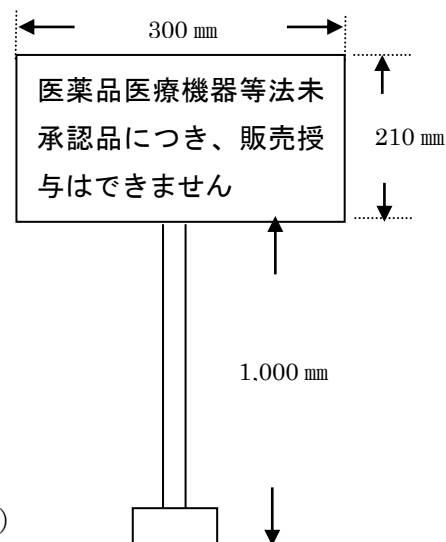 300 ㎜
医薬品医療機器等法未
承認品につき、販売授
与はできません
210 ㎜
1,000 ㎜
)